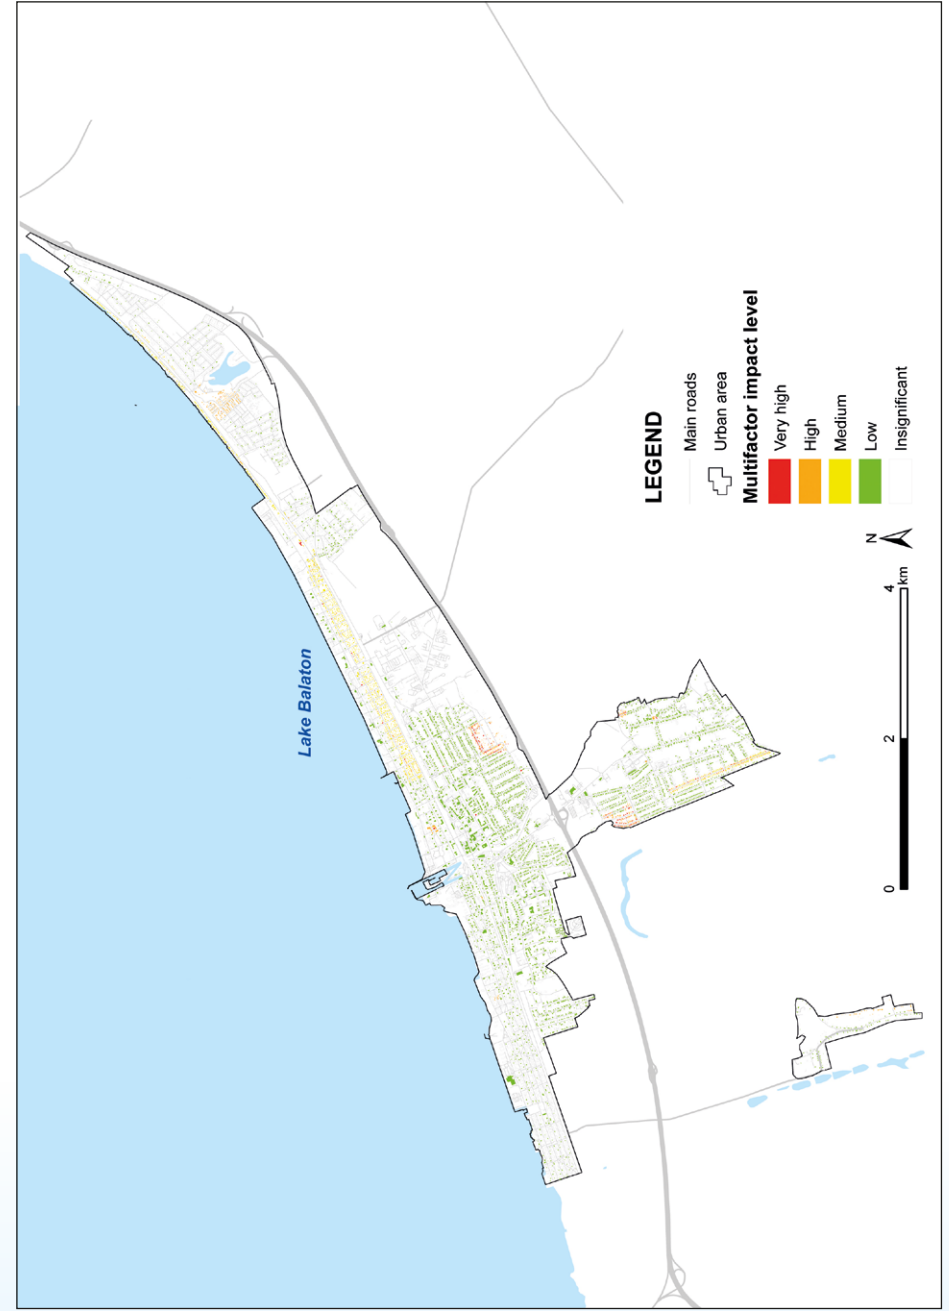 Lake Balaton
LEGEND
Main roads
Urban area
Multifactor impact level
Very high
High
Medium
Low
Insignificant
N
0 2 4
km